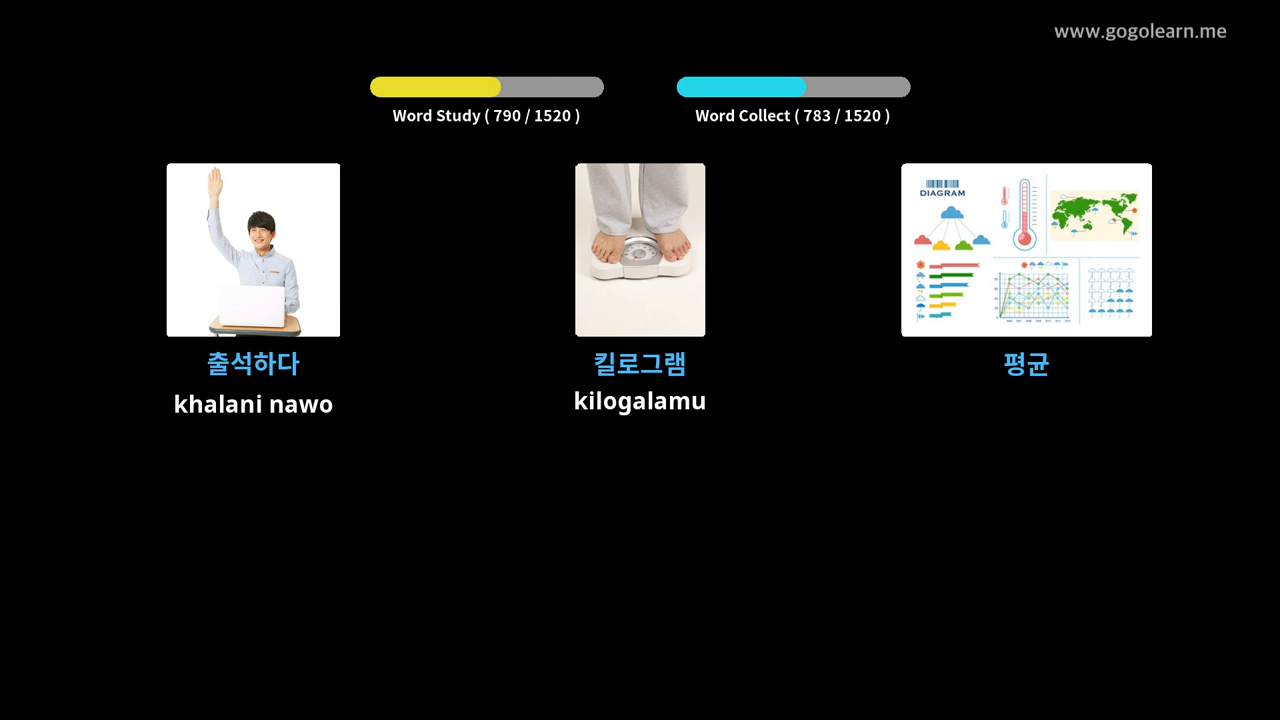 www.gogolearn.me
Word Study ( 790 / 1520 )
Word Collect ( 783 / 1520 )
DIAGRAM
출석하다
킬로그램
평균
khalani nawo
kilogalamu